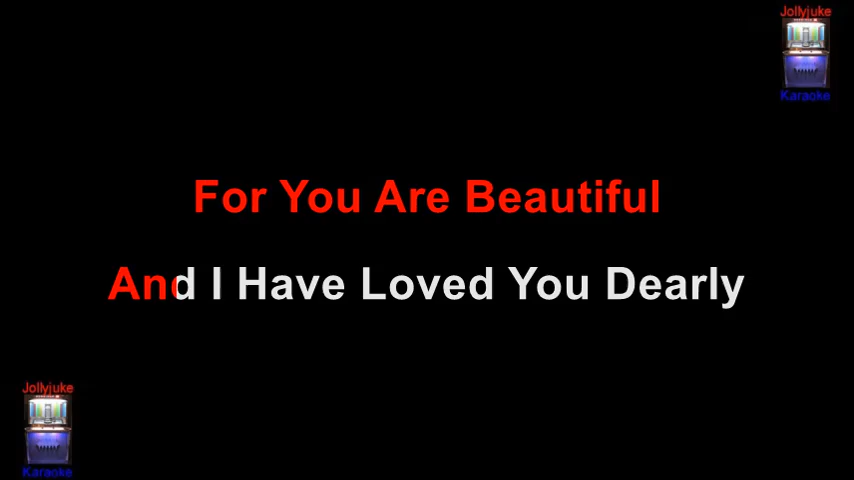 Jollyjuke
Karaoke
For You Are Beautiful
And I Have Loved You Dearly
Jollyjuke
Karaoke